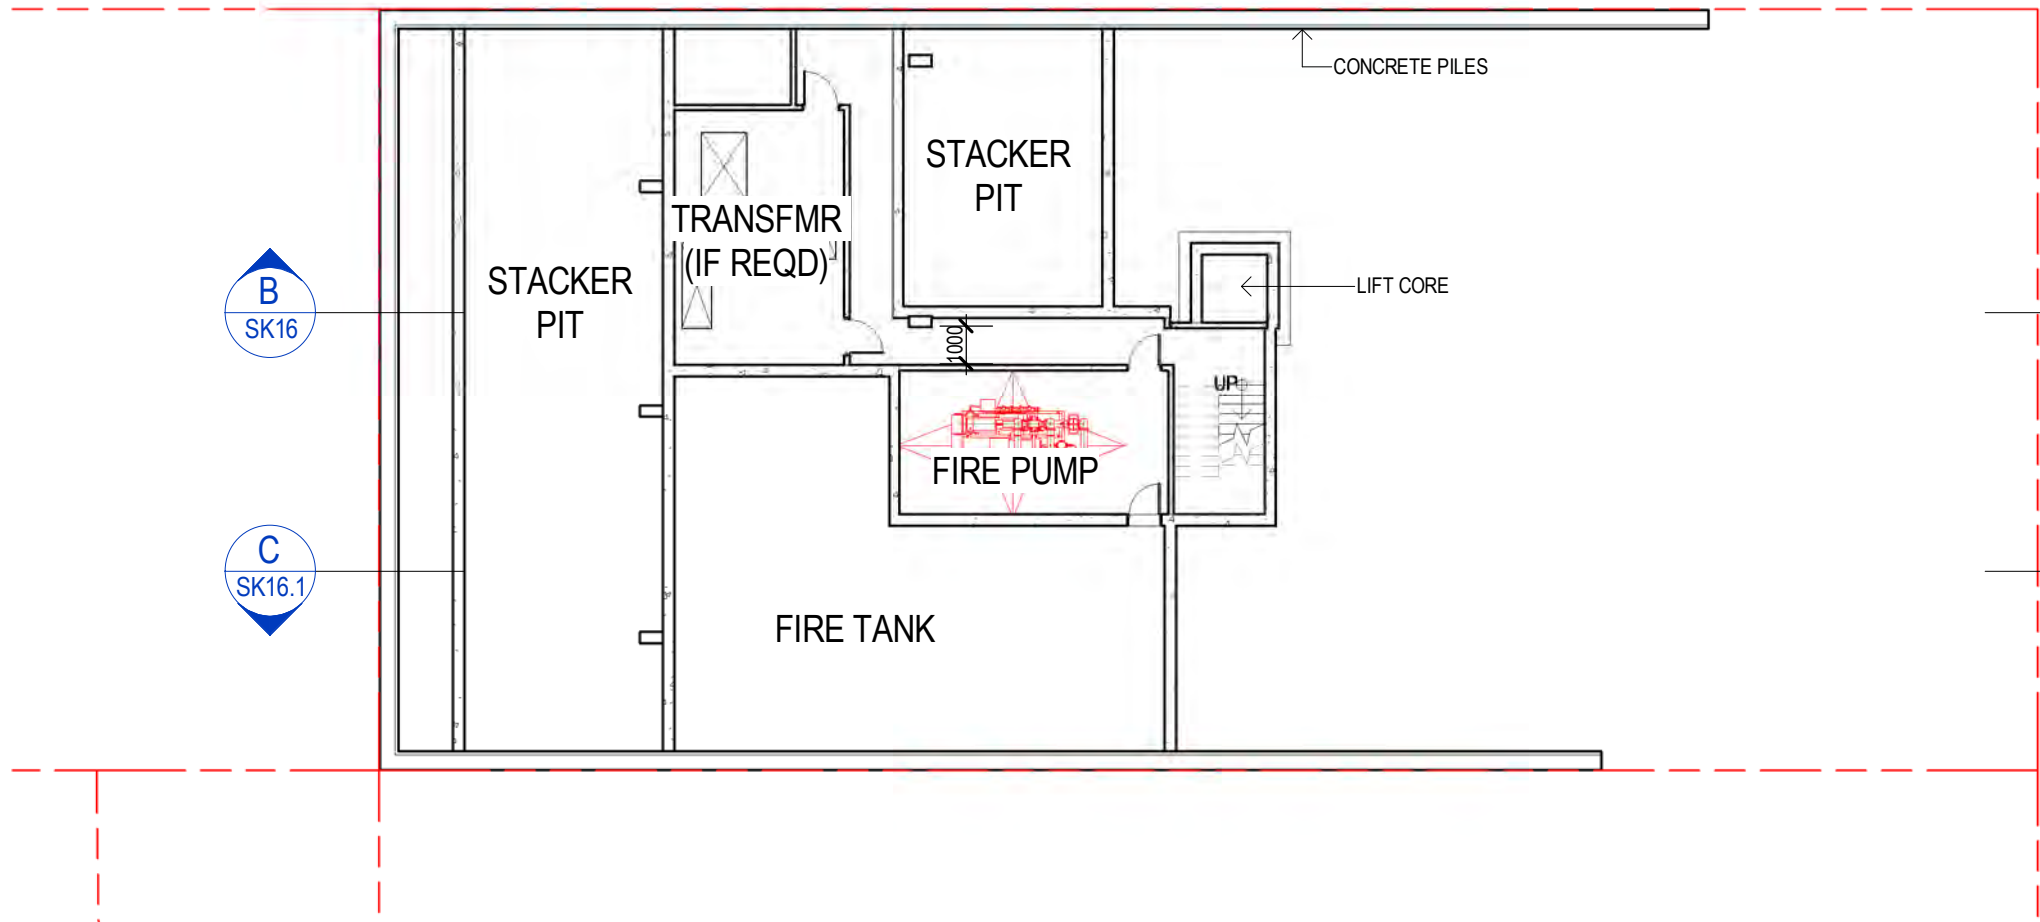 CONCRETE PILES
STACKER
PIT
TRANSFMR
(IF REQD)
STACKER
PIT
B
SK16
LIFT CORE
1000
UP
FIRE PUMP
C
SK16.1
FIRE TANK